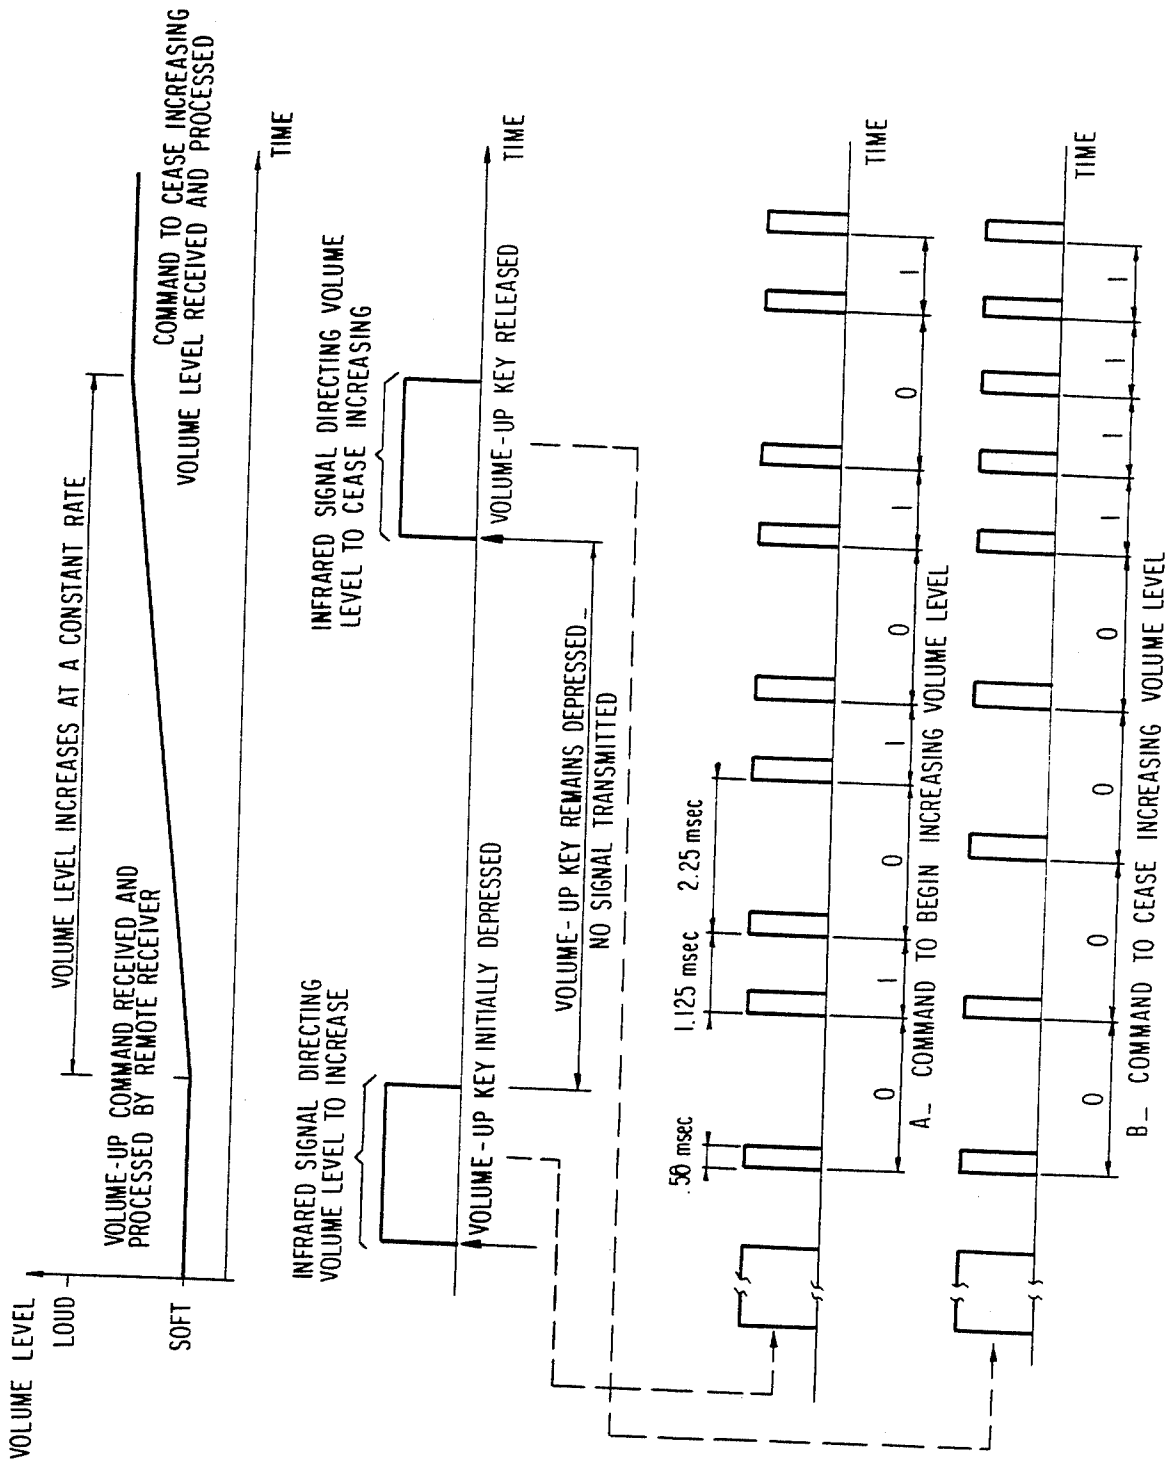 VOLUME LEVEL
LOUD
SOFT
VOLUME-UP COMMAND RECEIVED AND
PROCESSED BY REMOTE RECEIVER
VOLUME LEVEL INCREASES AT A CONSTANT RATE
COMMAND TO CEASE INCREASING
VOLUME LEVEL RECEIVED AND PROCESSED
TIME
INFRARED SIGNAL DIRECTING
VOLUME LEVEL TO INCREASE
INFRARED SIGNAL DIRECTING VOLUME
LEVEL TO CEASE INCREASING
TIME
VOLUME-UP KEY INITIALLY DEPRESSED
VOLUME-UP KEY RELEASED
VOLUME-UP KEY REMAINS DEPRESSED_
NO SIGNAL TRANSMITTED
.50 msec
1.125 msec
2.25 msec
TIME
0 1 0 1 0 1 0 1
A_ COMMAND TO BEGIN INCREASING VOLUME LEVEL
TIME
0 0 0 0 1 1 1 1
B_ COMMAND TO CEASE INCREASING VOLUME LEVEL